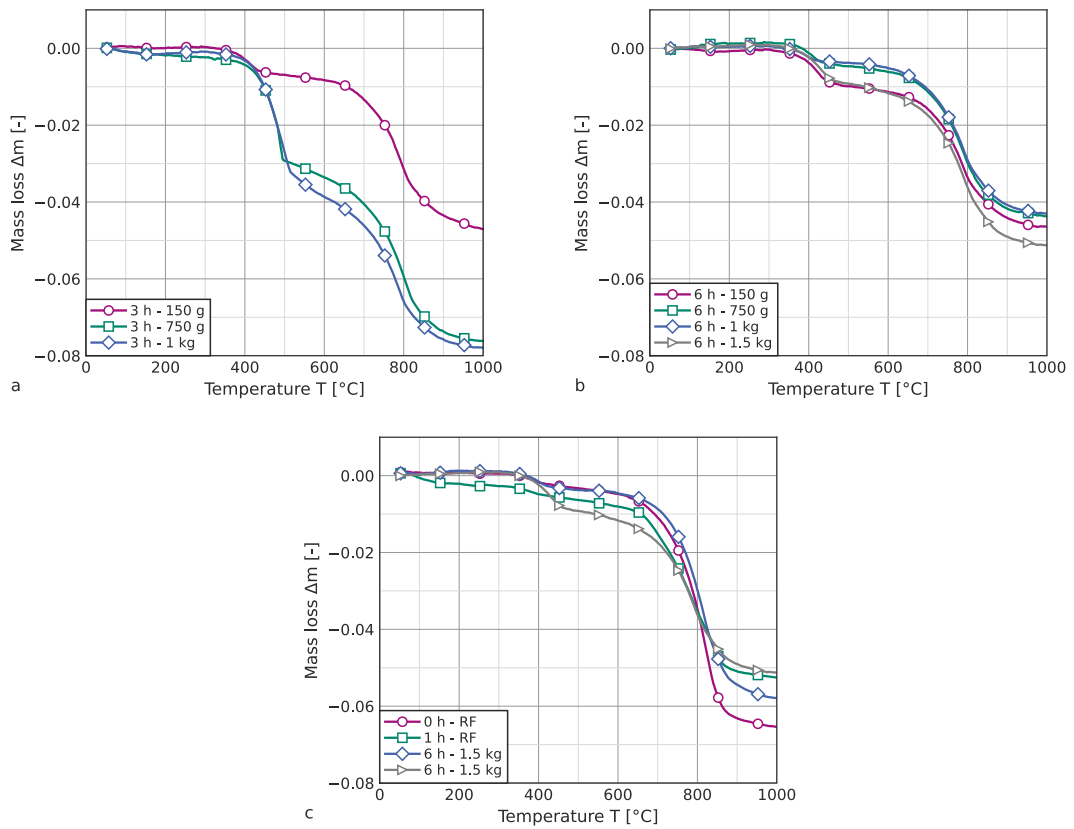 0.00
−0.02
−0.04
−0.06
−0.08
Mass loss Δm [-]
3 h - 150 g
3 h - 750 g
3 h - 1 kg
0 200 400 600 800 1000
Temperature T [°C]
a
0.00
−0.02
−0.04
−0.06
−0.08
Mass loss Δm [-]
6 h - 150 g
6 h - 750 g
6 h - 1 kg
6 h - 1.5 kg
0 200 400 600 800 1000
Temperature T [°C]
b
0.00
−0.02
−0.04
−0.06
−0.08
Mass loss Δm [-]
0 h - RF
1 h - RF
6 h - 1.5 kg
6 h - 1.5 kg
0 200 400 600 800 1000
Temperature T [°C]
c